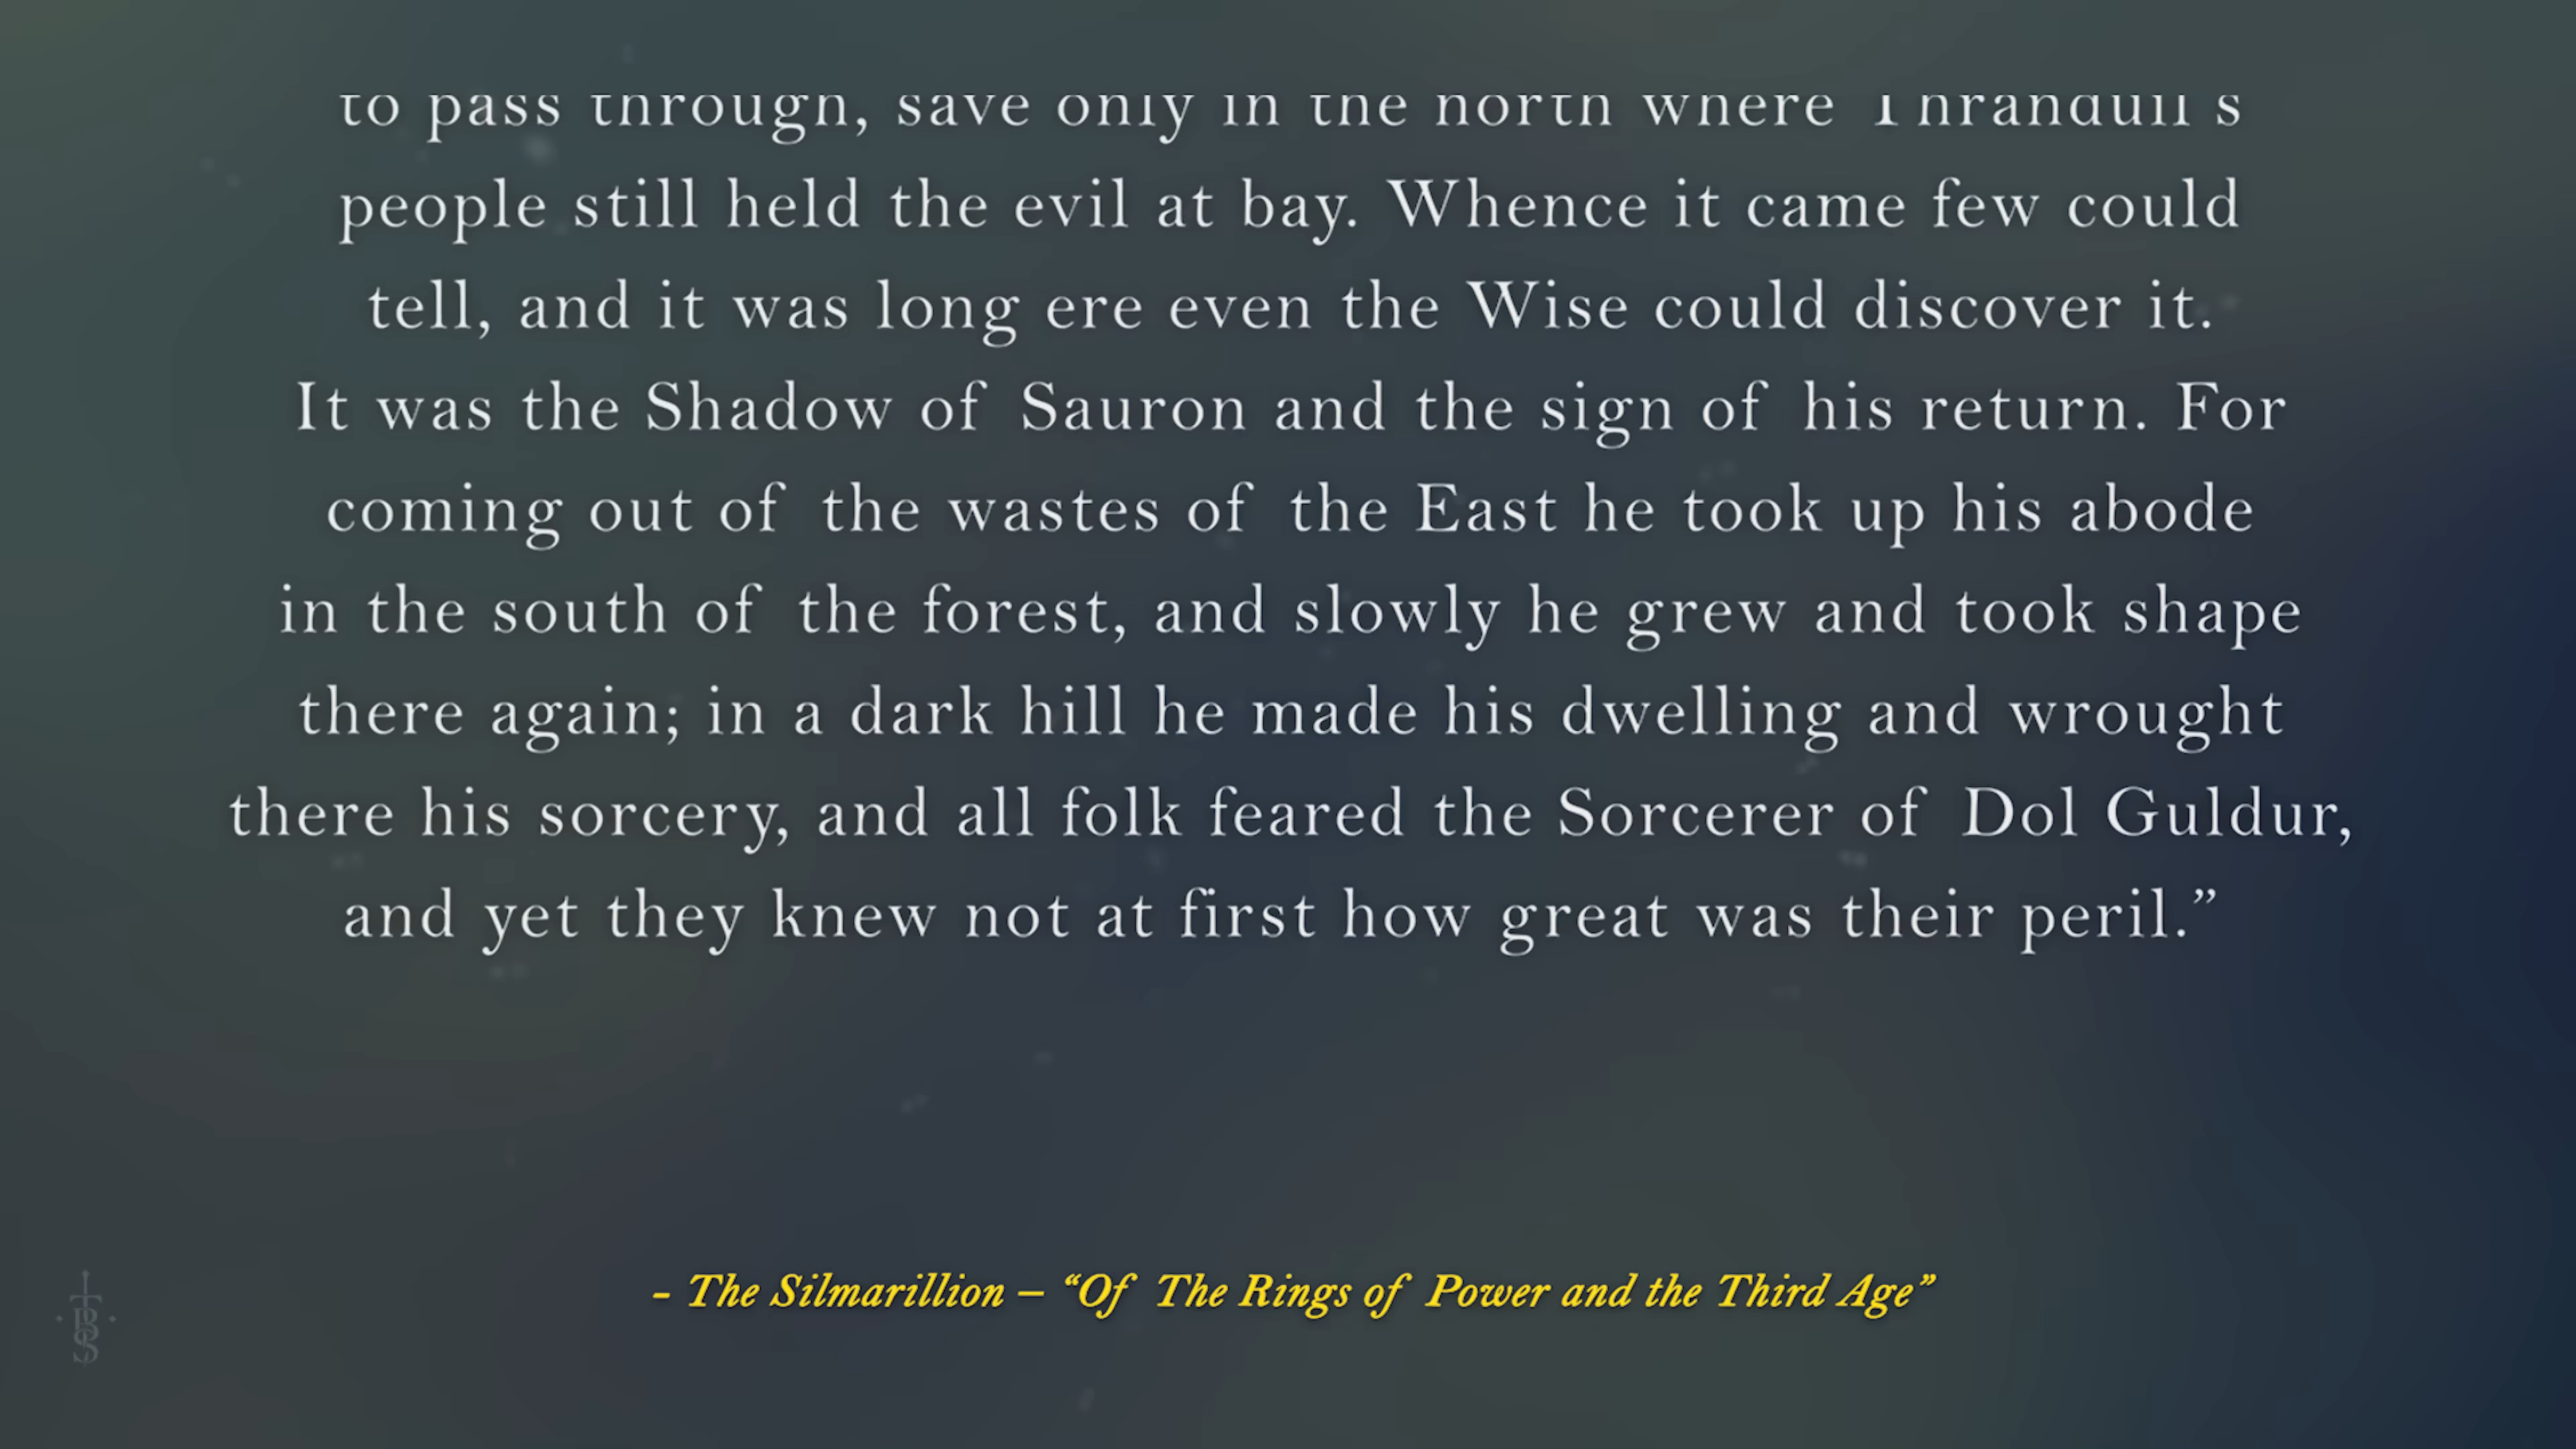 to pass through, save only in the north where Thranduil's
people still held the evil at bay. Whence it came few could
tell, and it was long ere even the Wise could discover it.
It was the Shadow of Sauron and the sign of his return. For
coming out of the wastes of the East he took up his abode
in the south of the forest, and slowly he grew and took shape
there again; in a dark hill he made his dwelling and wrought
there his sorcery, and all folk feared the Sorcerer of Dol Guldur,
and yet they knew not at first how great was their peril.”
- The Silmarillion – “Of The Rings of Power and the Third Age”